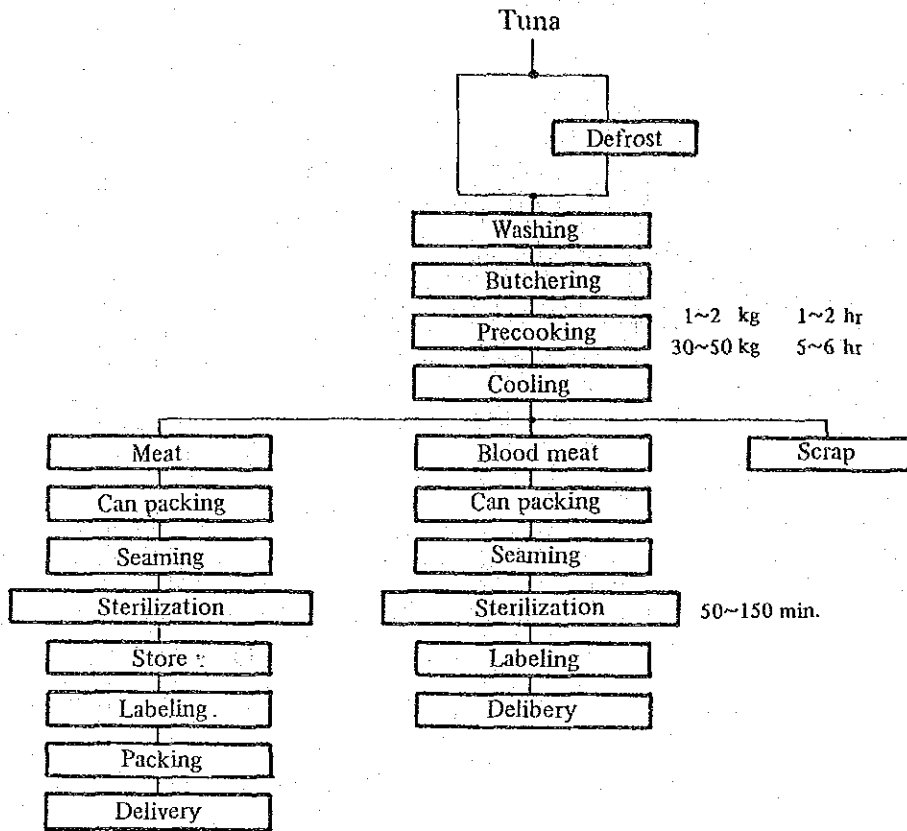 Tuna
Defrost
Washing
Butchering
Precooking 1~2 kg 1~2 hr
30~50 kg 5~6 hr
Cooling
Meat Blood meat Scrap
Can packing Can packing
Seaming Seaming
Sterilization Sterilization 50~150 min.
Store Labeling
Labeling Delibery
Packing
Delivery